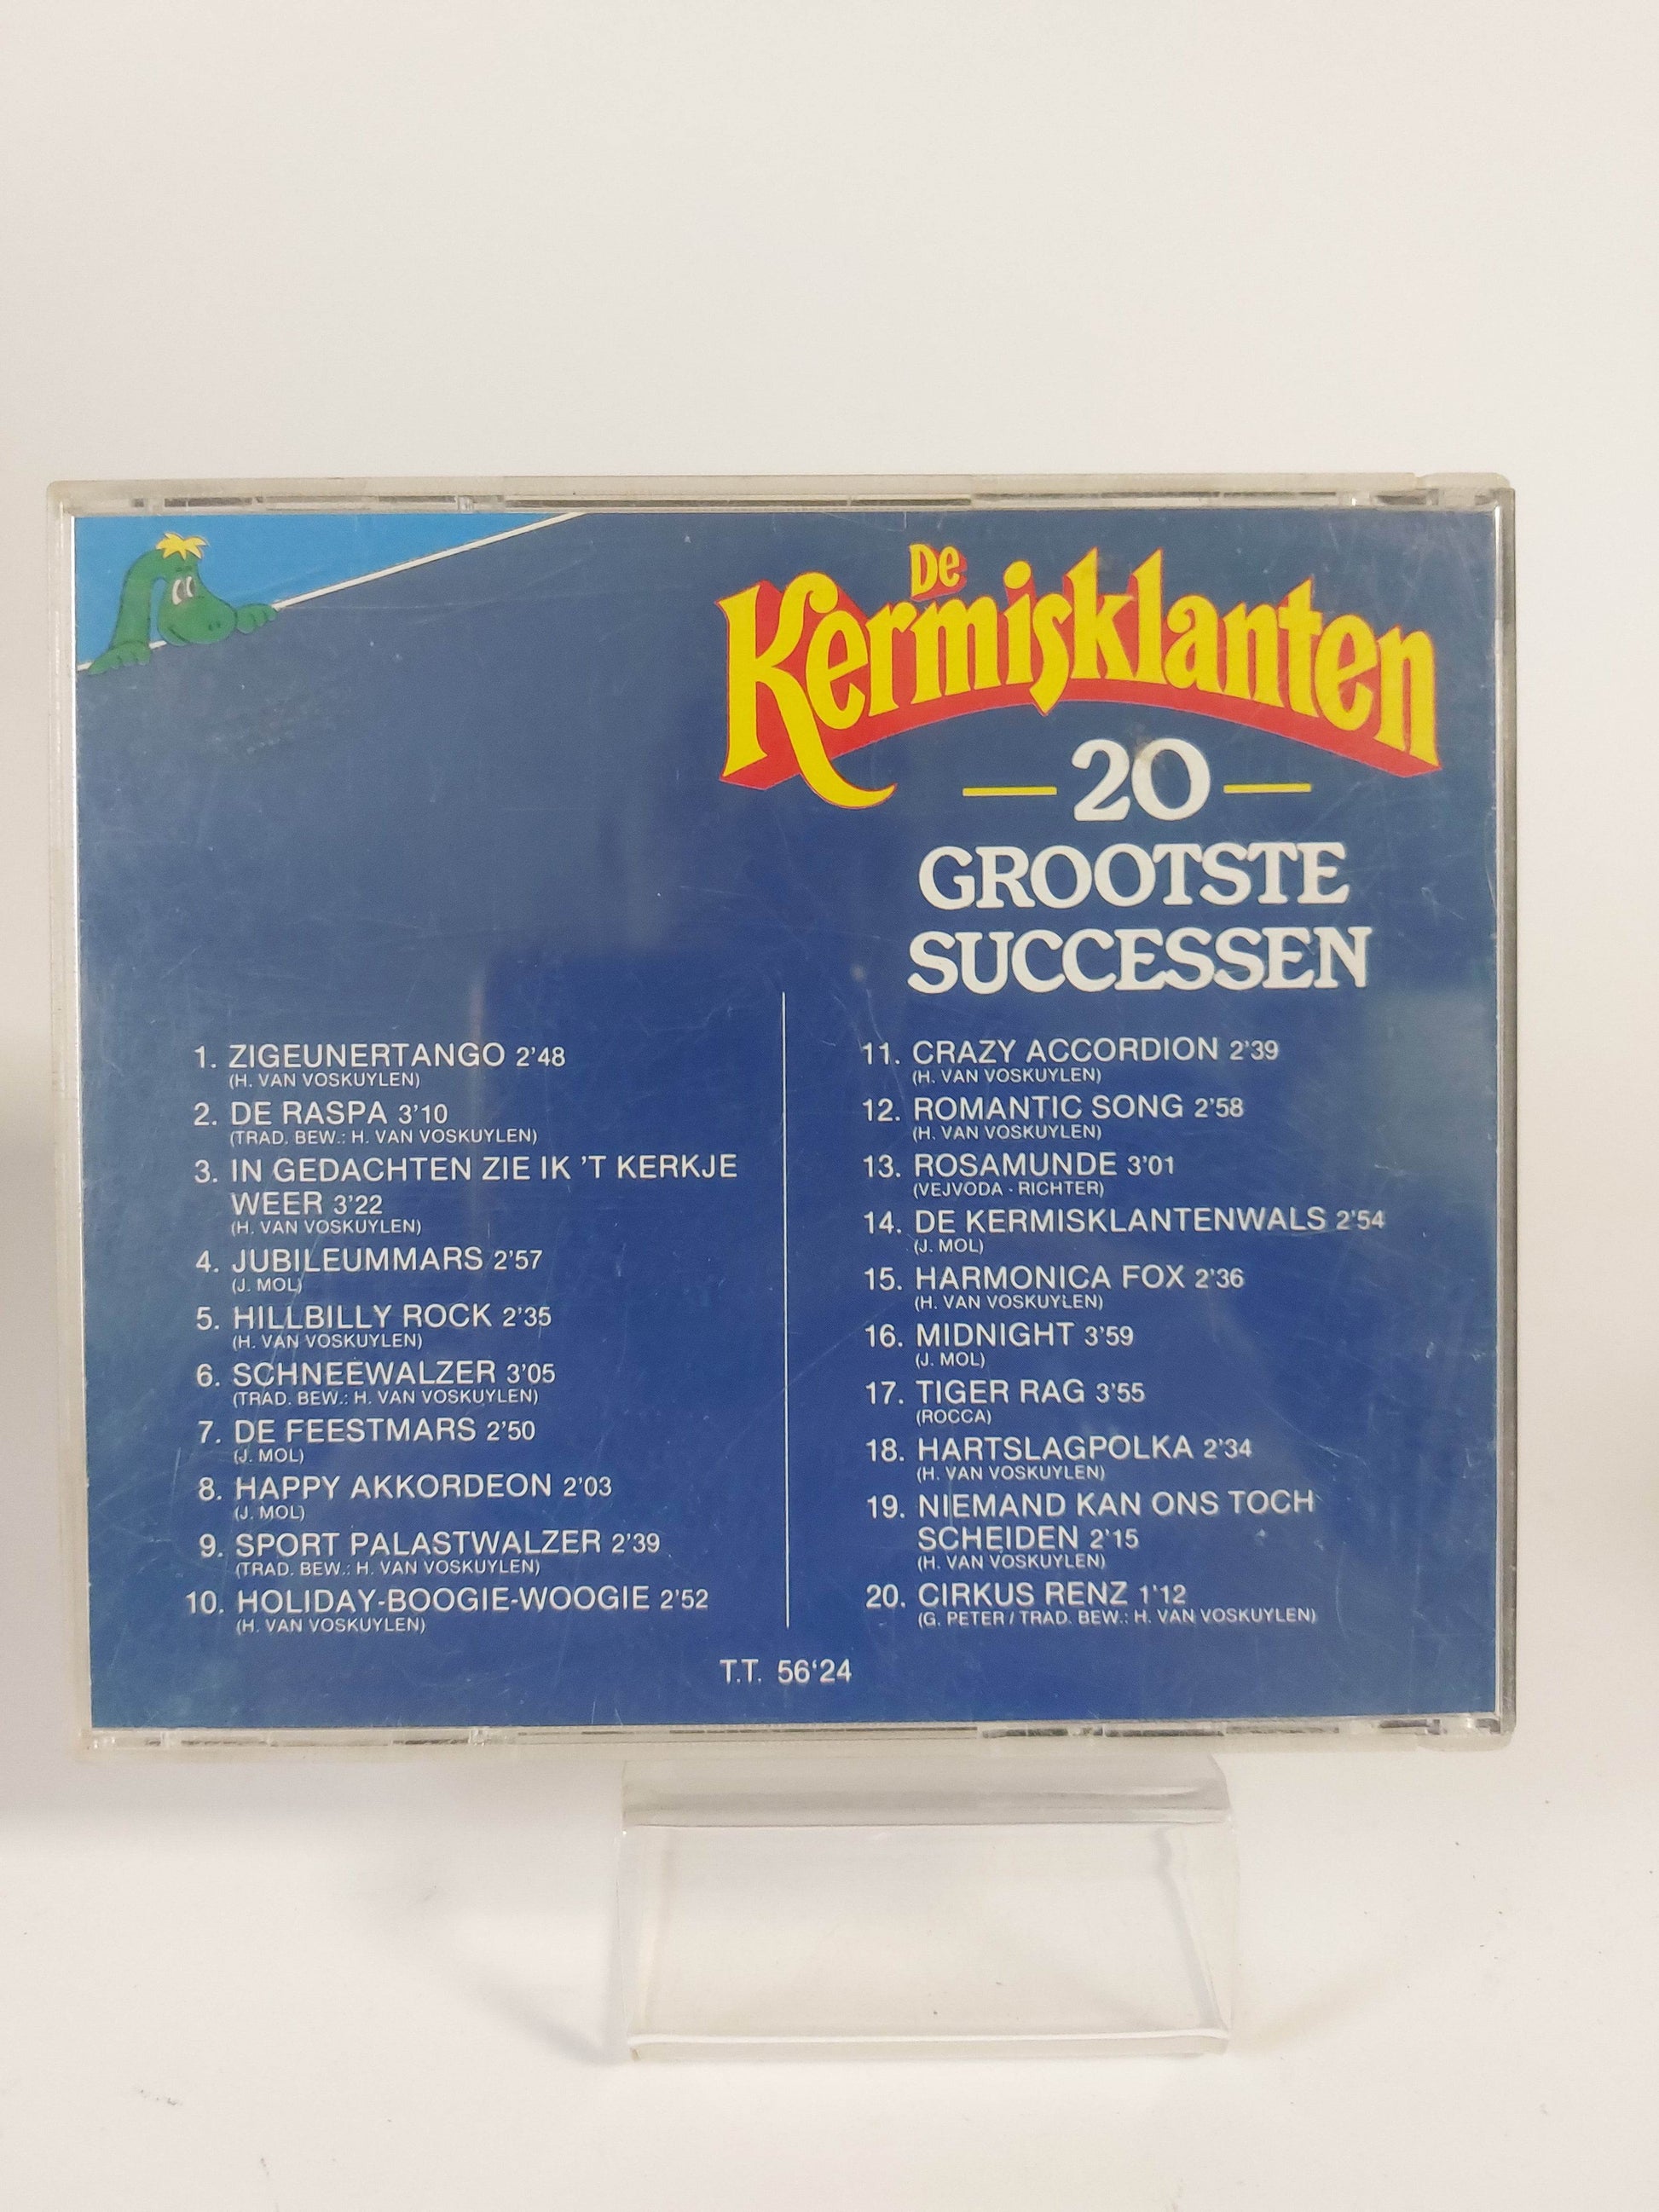 De
Kermisklanten
— 20 —
GROOTSTE
SUCCESSEN
1. ZIGEUNERTANGO 2'48
(H. VAN VOSKUYLEN)
2. DE RASPA 3'10
(TRAD. BEW.: H. VAN VOSKUYLEN)
3. IN GEDACHTEN ZIE IK 'T KERKJE
WEER 3'22
(H. VAN VOSKUYLEN)
4. JUBILEUMMARS 2'57
(J. MOL)
5. HILLBILLY ROCK 2'35
(H. VAN VOSKUYLEN)
6. SCHNEEWALZER 3'05
(TRAD. BEW.: H. VAN VOSKUYLEN)
7. DE FEESTMARS 2'50
(J. MOL)
8. HAPPY AKKORDEON 2'03
(J. MOL)
9. SPORT PALASTWALZER 2'39
(TRAD. BEW.: H. VAN VOSKUYLEN)
10. HOLIDAY-BOOGIE-WOOGIE 2'52
(H. VAN VOSKUYLEN)
11. CRAZY ACCORDION 2'39
(H. VAN VOSKUYLEN)
12. ROMANTIC SONG 2'58
(H. VAN VOSKUYLEN)
13. ROSAMUNDE 3'01
(VEJVODA - RICHTER)
14. DE KERMISKLANTENWALS 2'54
(J. MOL)
15. HARMONICA FOX 2'36
(H. VAN VOSKUYLEN)
16. MIDNIGHT 3'59
(J. MOL)
17. TIGER RAG 3'55
(ROCCA)
18. HARTSLAGPOLKA 2'34
(H. VAN VOSKUYLEN)
19. NIEMAND KAN ONS TOCH
SCHEIDEN 2'15
(H. VAN VOSKUYLEN)
20. CIRKUS RENZ 1'12
(G. PETER / TRAD. BEW.: H. VAN VOSKUYLEN)
T.T. 56'24